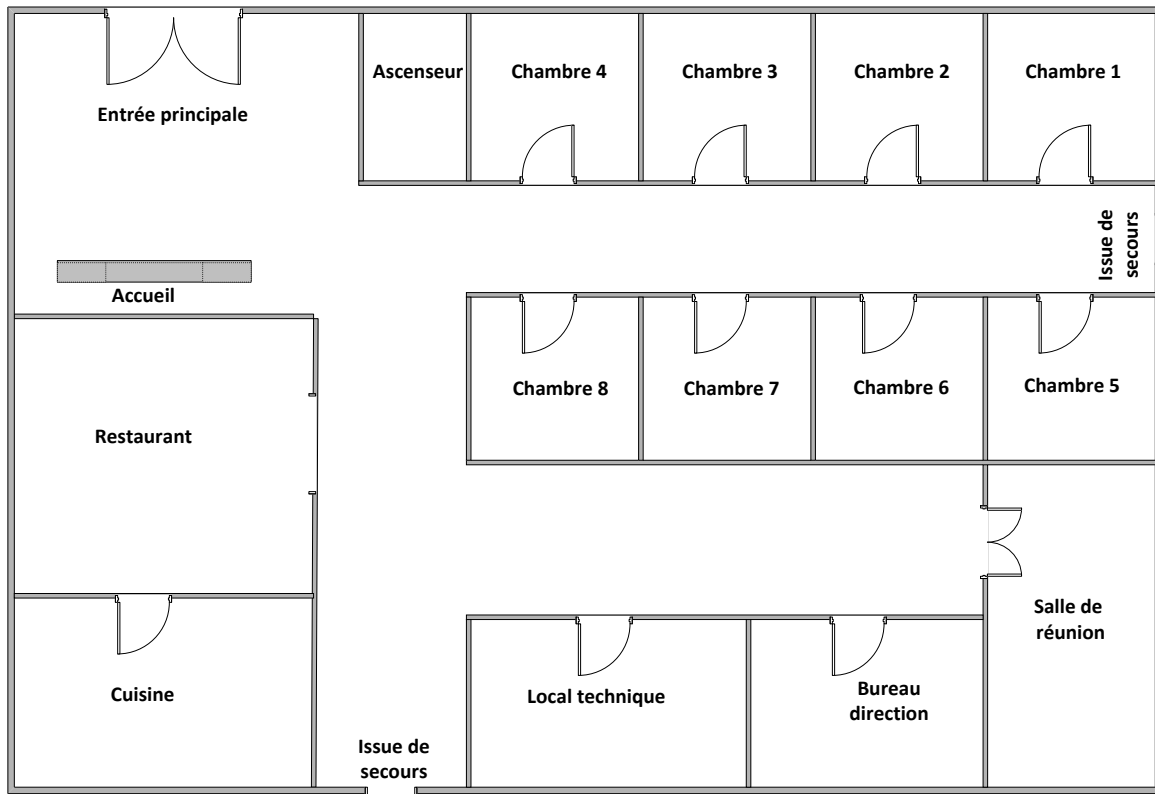 Ascenseur
Chambre 4
Chambre 3
Chambre 2
Chambre 1
Entrée principale
Issue de
secours
Accueil
Chambre 8
Chambre 7
Chambre 6
Chambre 5
Restaurant
Salle de
réunion
Cuisine
Local technique
Bureau
direction
Issue de
secours